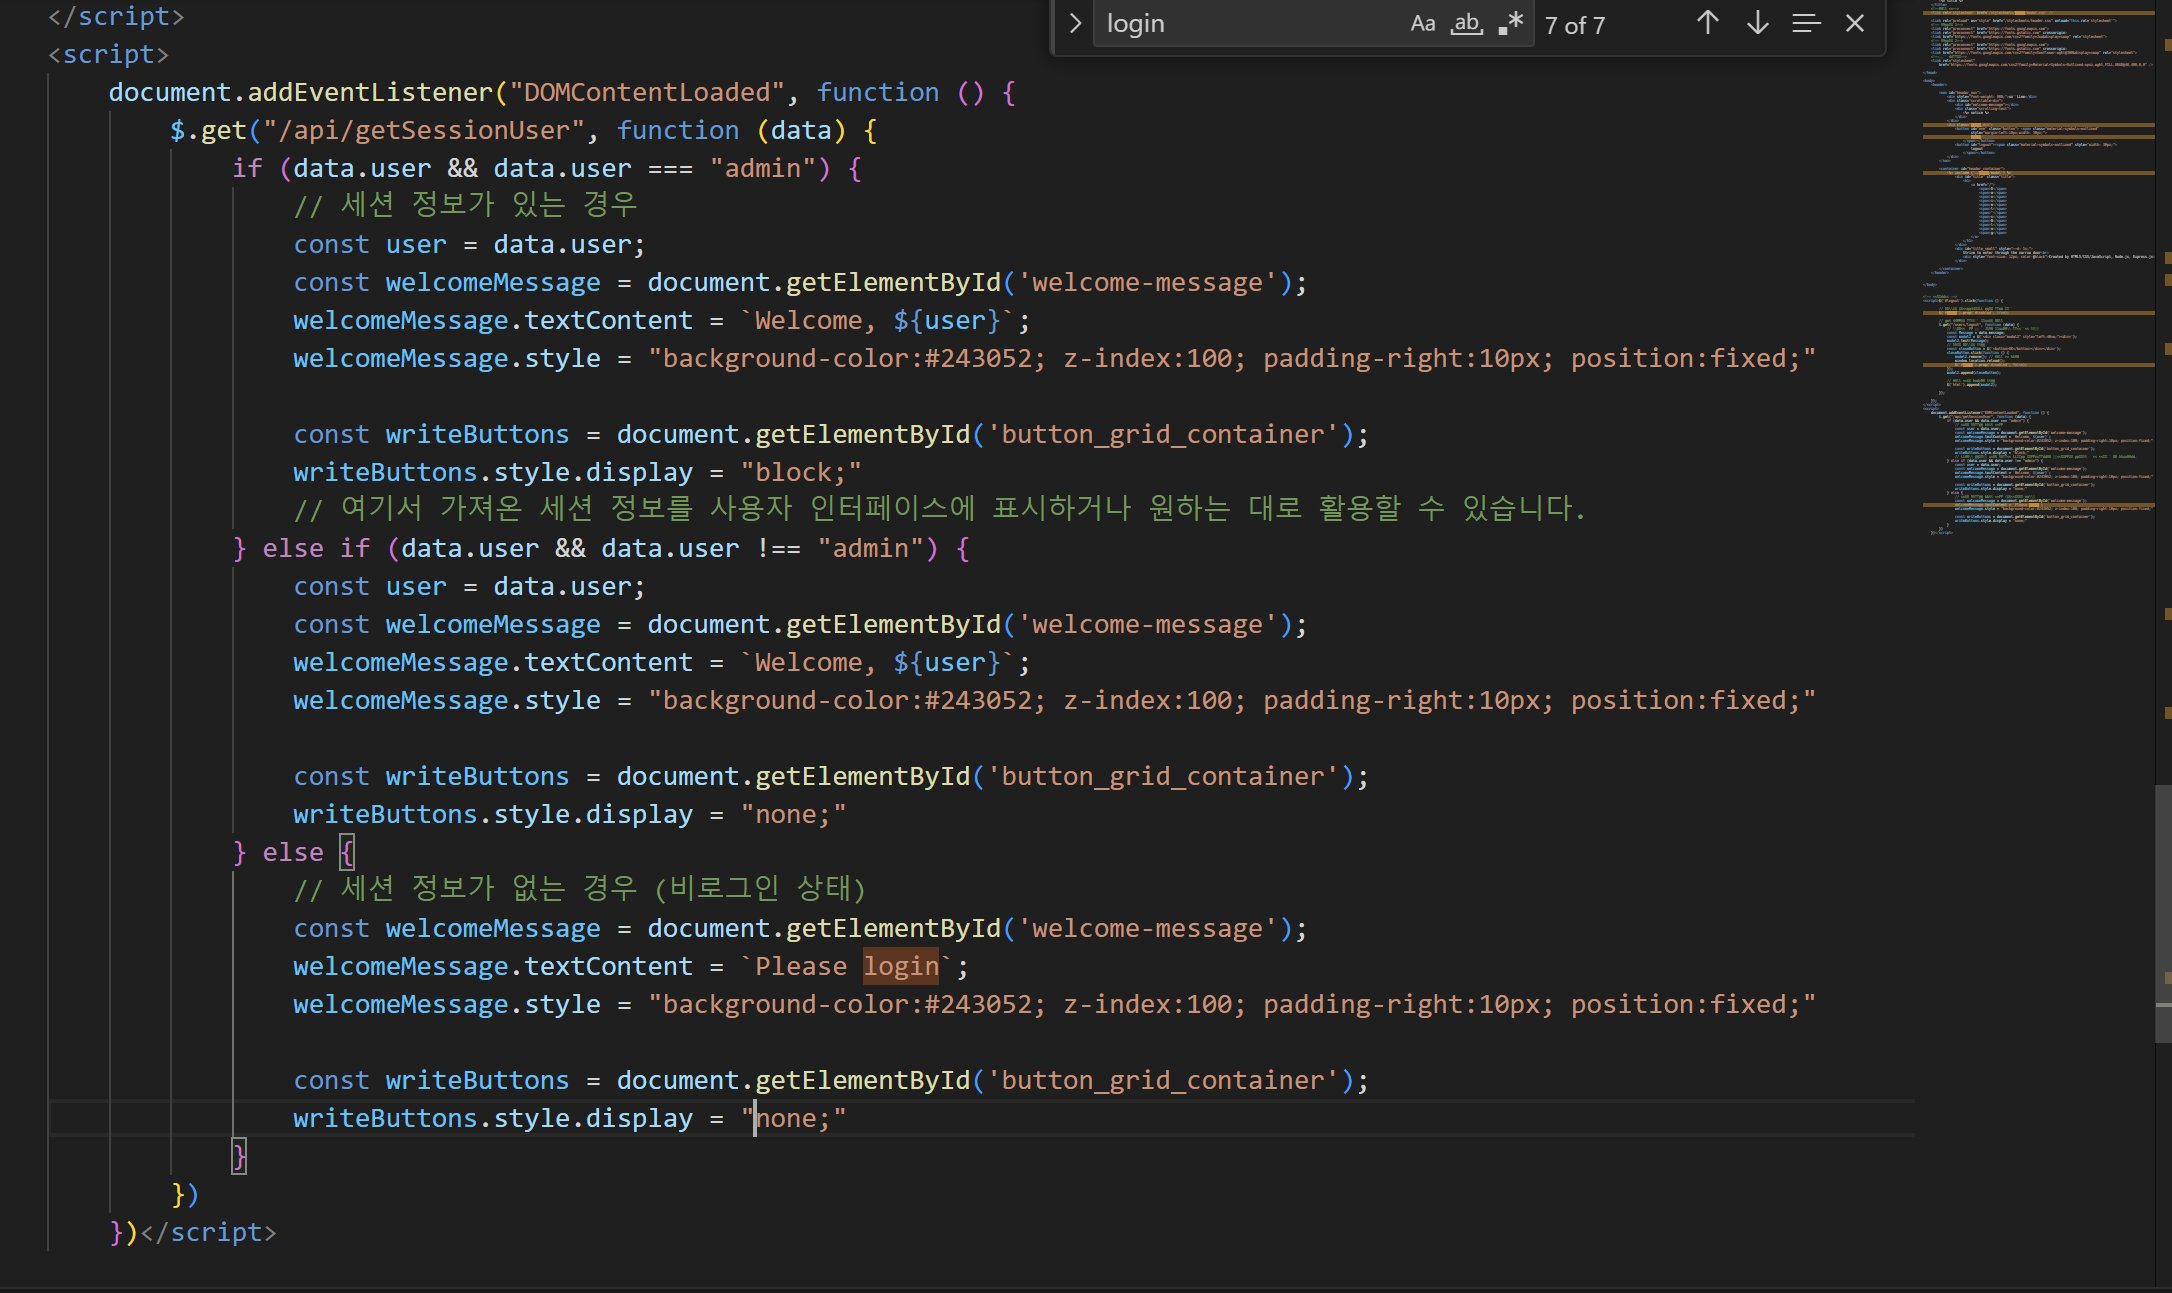 </script>
<script>
login Aa ab .* 7 of 7
document.addEventListener("DOMContentLoaded", function () {
$.get("/api/getSessionUser", function (data) {
if (data.user && data.user === "admin") {
// 세션 정보가 있는 경우
const user = data.user;
const welcomeMessage = document.getElementById('welcome-message');
welcomeMessage.textContent = `Welcome, ${user}`;
welcomeMessage.style = "background-color:#243052; z-index:100; padding-right:10px; position:fixed;"
const writeButtons = document.getElementById('button_grid_container');
writeButtons.style.display = "block;"
// 여기서 가져온 세션 정보를 사용자 인터페이스에 표시하거나 원하는 대로 활용할 수 있습니다.
} else if (data.user && data.user !== "admin") {
const user = data.user;
const welcomeMessage = document.getElementById('welcome-message');
welcomeMessage.textContent = `Welcome, ${user}`;
welcomeMessage.style = "background-color:#243052; z-index:100; padding-right:10px; position:fixed;"
const writeButtons = document.getElementById('button_grid_container');
writeButtons.style.display = "none;"
} else {
// 세션 정보가 없는 경우 (비로그인 상태)
const welcomeMessage = document.getElementById('welcome-message');
welcomeMessage.textContent = `Please login`;
welcomeMessage.style = "background-color:#243052; z-index:100; padding-right:10px; position:fixed;"
const writeButtons = document.getElementById('button_grid_container');
writeButtons.style.display = "none;"
}
})
})</script>